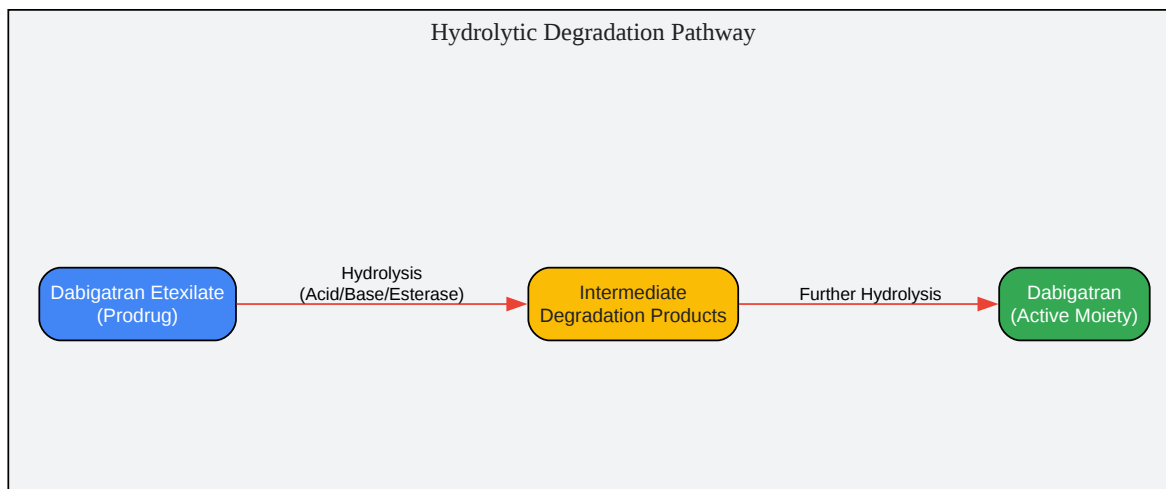 Hydrolytic Degradation Pathway
Dabigatran Etexilate
(Prodrug)
Hydrolysis
(Acid/Base/Esterase)
Intermediate
Degradation Products
Further Hydrolysis
Dabigatran
(Active Moiety)